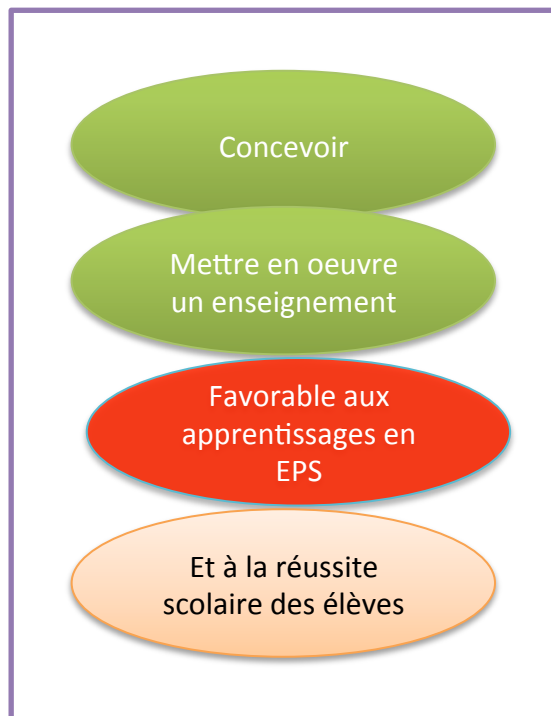 Concevoir
Mettre en oeuvre
un enseignement
Favorable aux
apprentissages en
EPS
Et à la réussite
scolaire des élèves